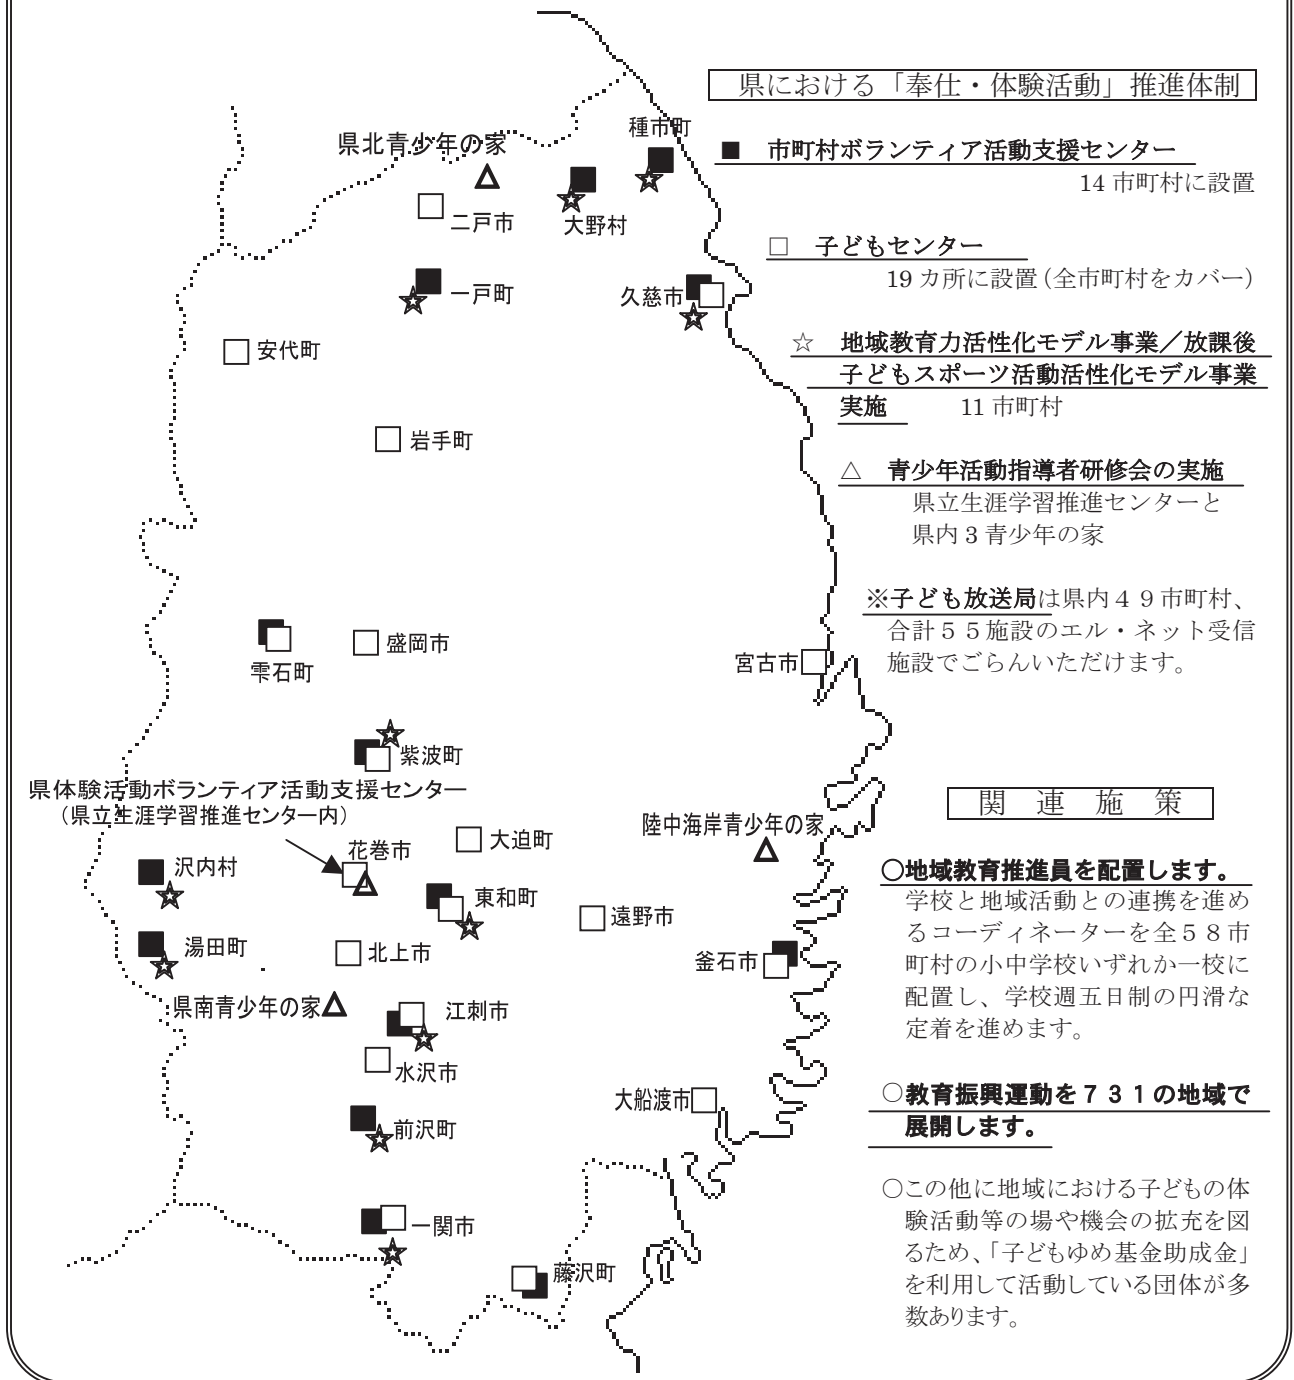 県における「奉仕・体験活動」推進体制
■ 市町村ボランティア活動支援センター
14 市町村に設置
□ 子どもセンター
19 カ所に設置(全市町村をカバー)
☆ 地域教育力活性化モデル事業／放課後
子どもスポーツ活動活性化モデル事業
実施 11 市町村
△ 青少年活動指導者研修会の実施
県立生涯学習推進センターと
県内 3 青少年の家
※子ども放送局は県内４９市町村、
合計５５施設のエル・ネット受信
施設でごらんいただけます。
種市町
県北青少年の家
二戸市
大野村
一戸町
久慈市
安代町
岩手町
盛岡市
雫石町
宮古市
紫波町
県体験活動ボランティア活動支援センター
（県立生涯学習推進センター内）
陸中海岸青少年の家
大迫町
花巻市
沢内村
東和町
遠野市
湯田町
北上市
釜石市
県南青少年の家
江刺市
水沢市
大船渡市
前沢町
一関市
藤沢町
関 連 施 策
○地域教育推進員を配置します。
学校と地域活動との連携を進め
るコーディネーターを全５８市
町村の小中学校いずれか一校に
配置し、学校週五日制の円滑な
定着を進めます。
○教育振興運動を７３１の地域で
展開します。
○この他に地域における子どもの体
験活動等の場や機会の拡充を図
るため、「子どもゆめ基金助成金」
を利用して活動している団体が多
数あります。